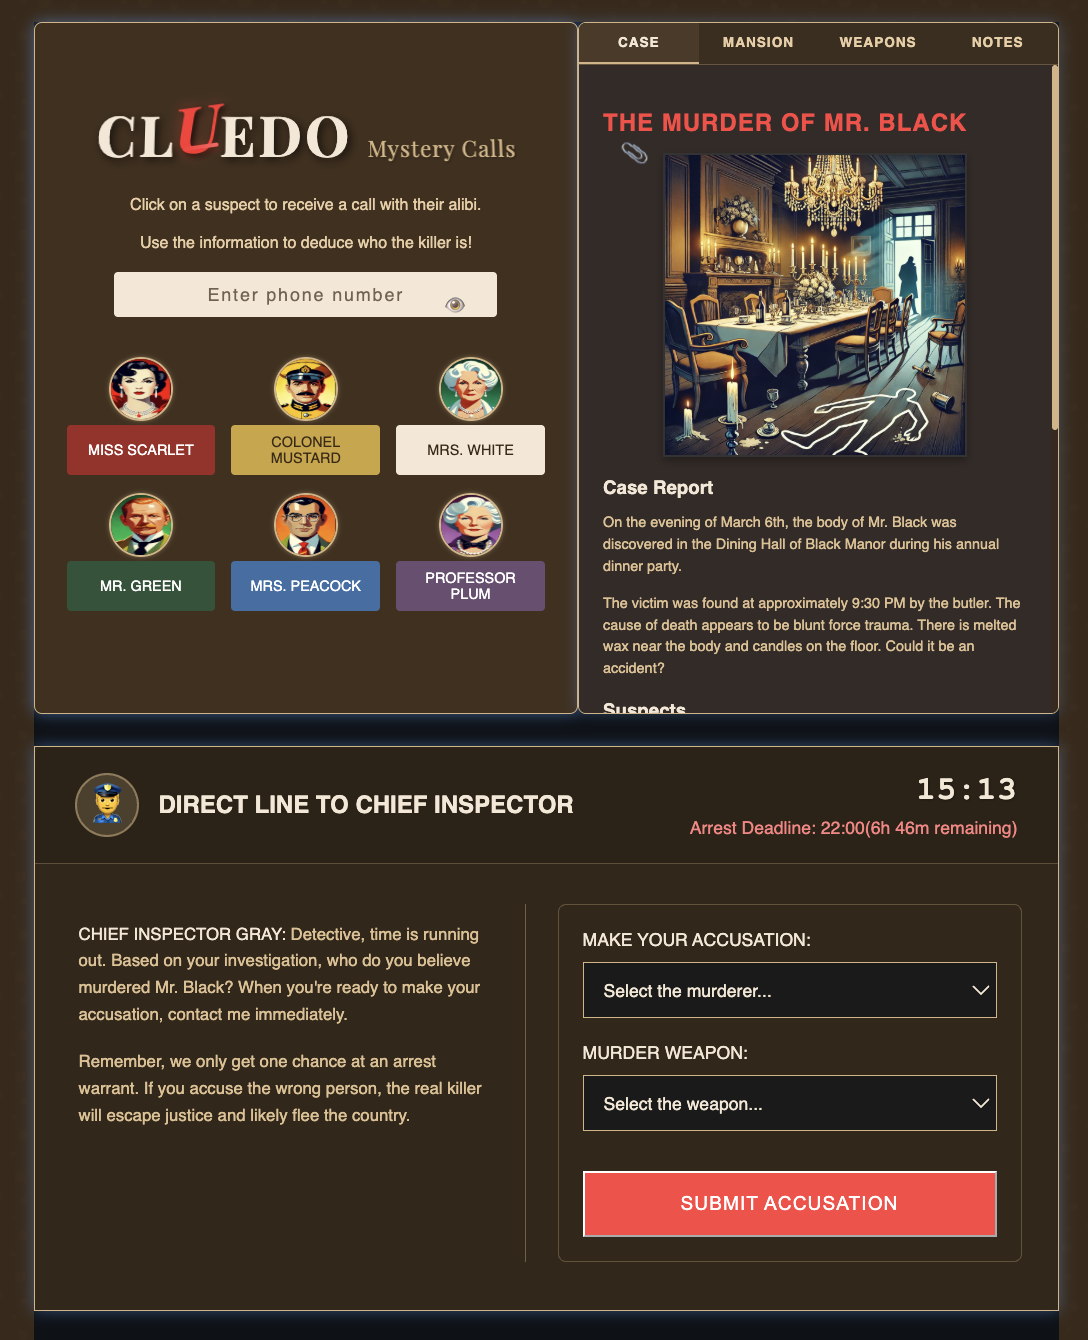 CLUEDO Mystery Calls
Click on a suspect to receive a call with their alibi.
Use the information to deduce who the killer is!
Enter phone number
MISS SCARLET
COLONEL
MUSTARD
MRS. WHITE
MR. GREEN
MRS. PEACOCK
PROFESSOR
PLUM
CASE
MANSION
WEAPONS
NOTES
THE MURDER OF MR. BLACK
Case Report
On the evening of March 6th, the body of Mr. Black was
discovered in the Dining Hall of Black Manor during his annual
dinner party.
The victim was found at approximately 9:30 PM by the butler. The
cause of death appears to be blunt force trauma. There is melted
wax near the body and candles on the floor. Could it be an
accident?
Suspects
DIRECT LINE TO CHIEF INSPECTOR
15:13
Arrest Deadline: 22:00(6h 46m remaining)
CHIEF INSPECTOR GRAY: Detective, time is running
out. Based on your investigation, who do you believe
murdered Mr. Black? When you're ready to make your
accusation, contact me immediately.
Remember, we only get one chance at an arrest
warrant. If you accuse the wrong person, the real killer
will escape justice and likely flee the country.
MAKE YOUR ACCUSATION:
Select the murderer...
MURDER WEAPON:
Select the weapon...
SUBMIT ACCUSATION